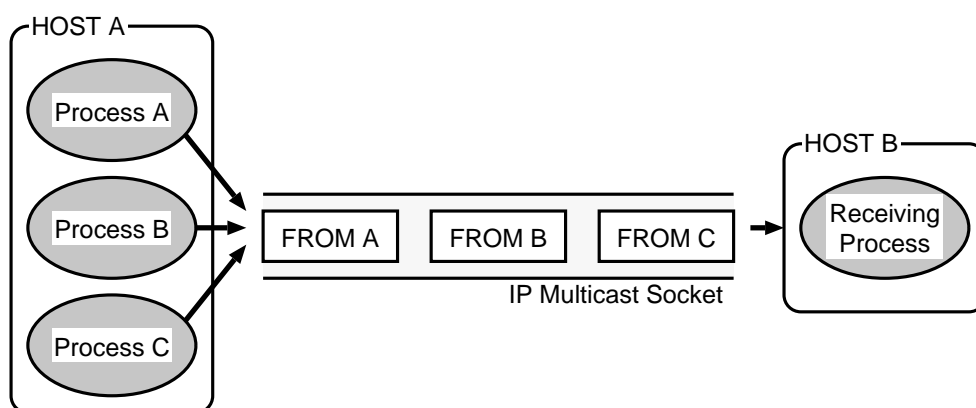 HOST A
Process A
Process B
Process C
FROM A
FROM B
FROM C
IP Multicast Socket
HOST B
Receiving
Process